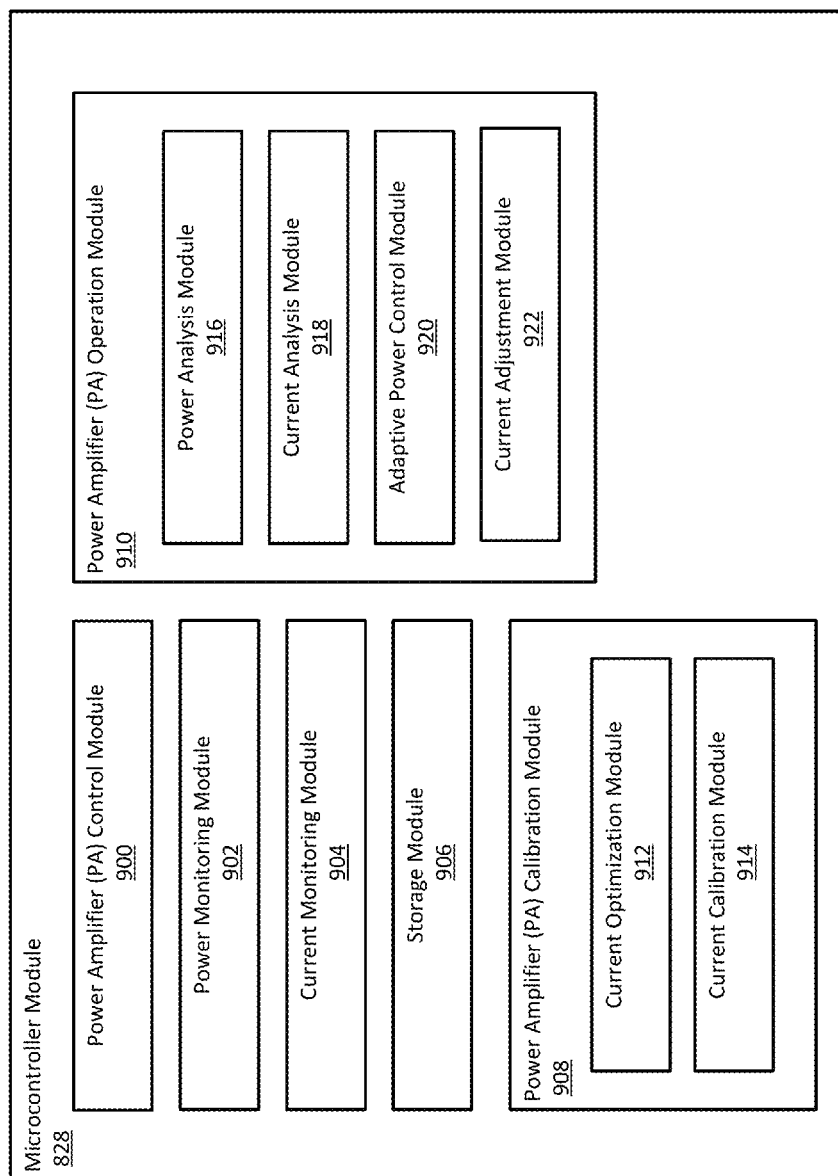 Microcontroller Module
828
Power Amplifier (PA) Control Module
900
Power Monitoring Module
902
Current Monitoring Module
904
Storage Module
906
Power Amplifier (PA) Calibration Module
908
Current Optimization Module
912
Current Calibration Module
914
Power Amplifier (PA) Operation Module
910
Power Analysis Module
916
Current Analysis Module
918
Adaptive Power Control Module
920
Current Adjustment Module
922